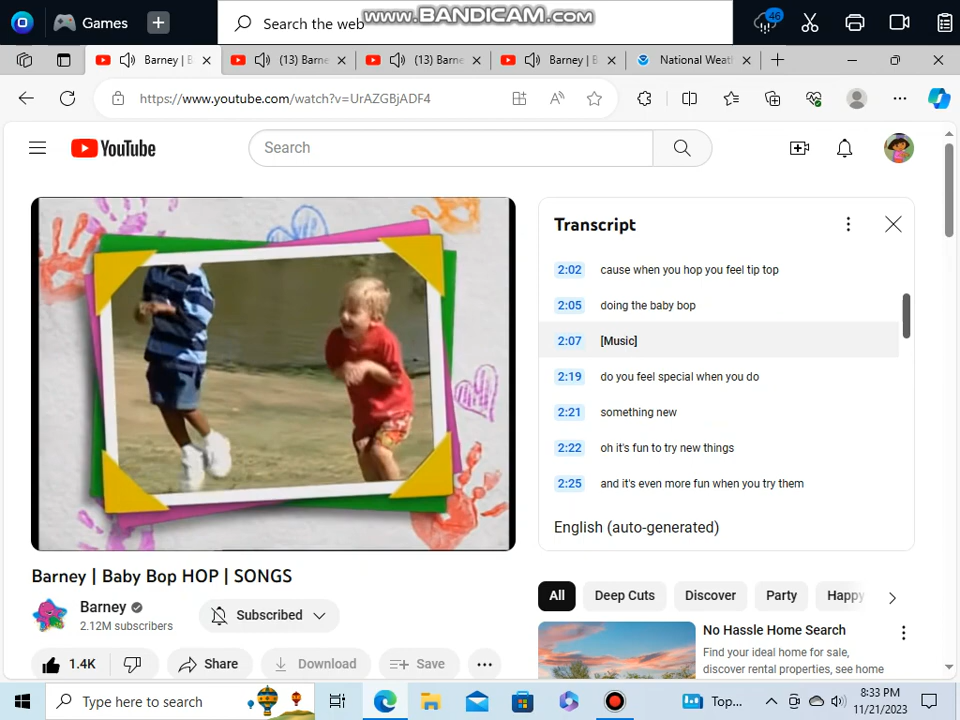 Games
Search the web
www.BANDICAM.com
46
Barney | B
(13) Barne
(13) Barne
Barney | B
National Weat
https://www.youtube.com/watch?v=UrAZGBjADF4
YouTube
Search
Transcript
2:02 cause when you hop you feel tip top
2:05 doing the baby bop
2:07 [Music]
2:19 do you feel special when you do
2:21 something new
2:22 oh it's fun to try new things
2:25 and it's even more fun when you try them
English (auto-generated)
Barney | Baby Bop HOP | SONGS
Barney
2.12M subscribers
Subscribed
1.4K
Share
Download
Save
All
Deep Cuts
Discover
Party
Happy
No Hassle Home Search
Find your ideal home for sale,
discover rental properties, see home
Type here to search
Top...
8:33 PM
11/21/2023